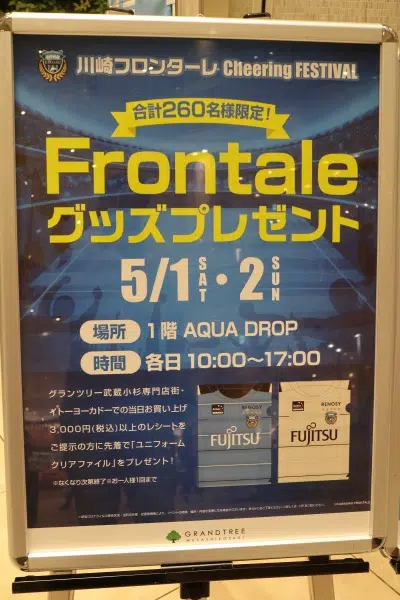 川崎フロンターレ Cheering FESTIVAL
合計260名様限定!
Frontale
グッズプレゼント
5/1 SAT ・ 2 SUN
場所 1階 AQUA DROP
時間 各日 10:00〜17:00
グランツリー武蔵小杉専門店街・
イトーヨーカドーでの当日お買い上げ
3,000円(税込)以上のレシートを
ご提示の方に先着で「ユニフォーム
クリアファイル」をプレゼント!
※なくなり次第終了※お一人様1回まで
RENOSY
FUJITSU
RENOSY
FUJITSU
GRANDTREE
MUSASHIKOSUGI